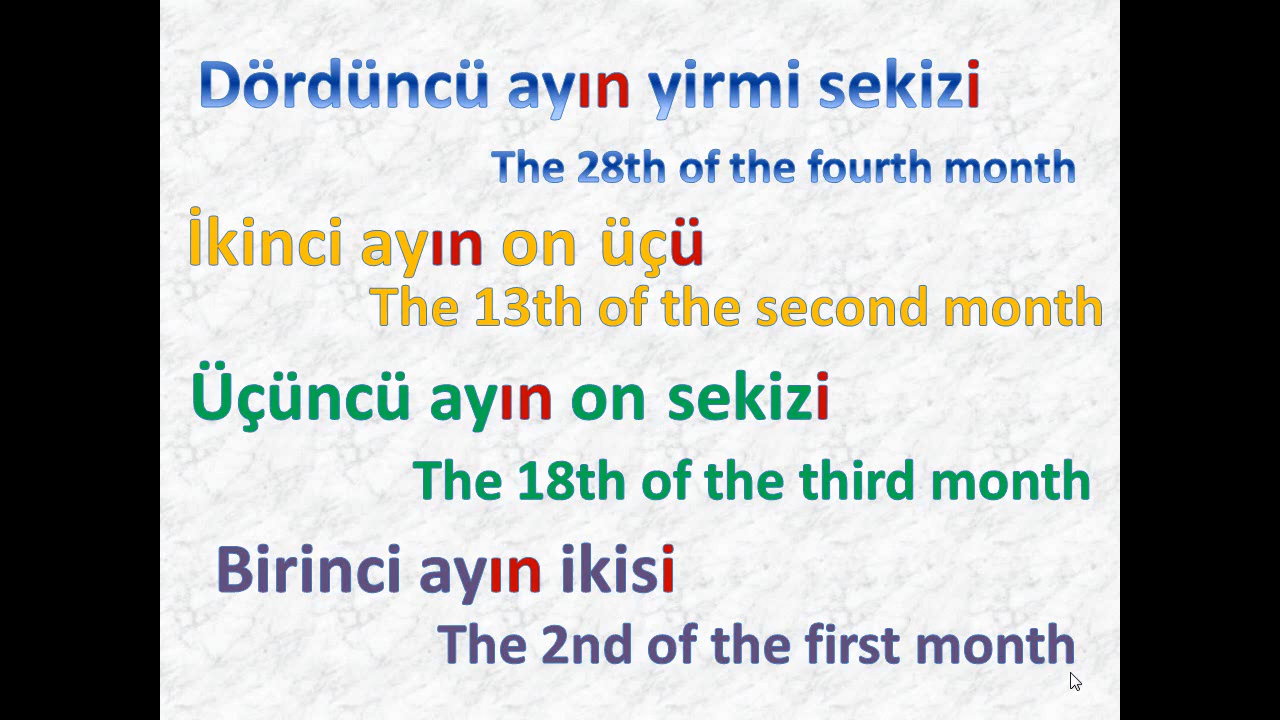 Dördüncü ayın yirmi sekizi
The 28th of the fourth month
İkinci ayın on üçü
The 13th of the second month
Üçüncü ayın on sekizi
The 18th of the third month
Birinci ayın ikisi
The 2nd of the first month